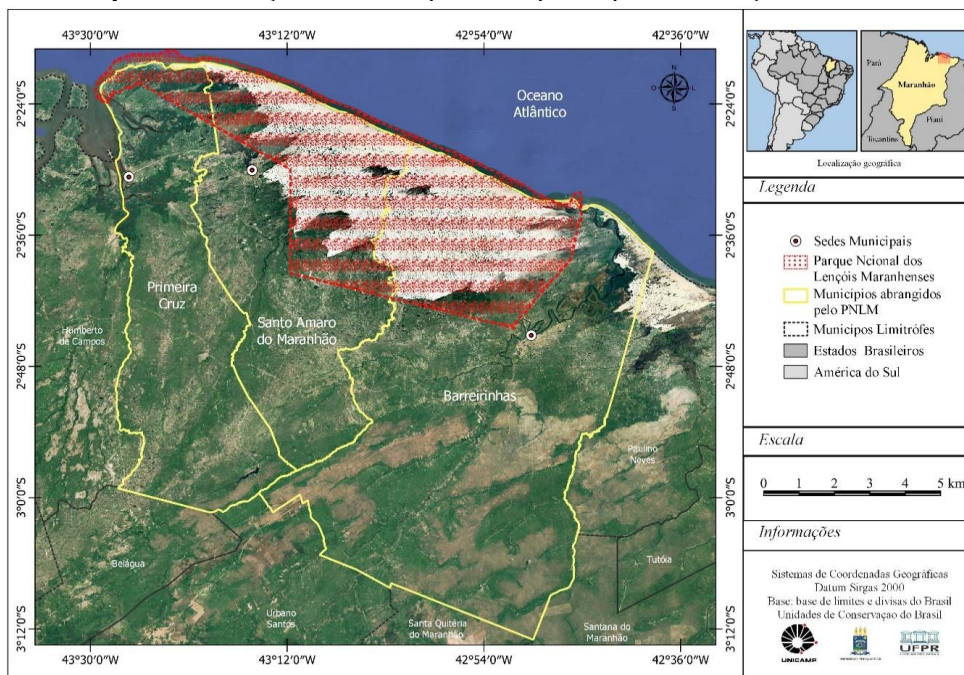 43°30'0"W 43°12'0"W 42°54'0"W 42°36'0"W
2°24'0"S
2°36'0"S
2°48'0"S
3°0'0"S
3°12'0"S
Oceano
Atlântico
N
Primeira
Cruz
Santo Amaro
do Maranhão
Barreirinhas
Humberto
de Campos
Paulino
Neves
Belágua
Urbano
Santos
Santa Quitéria
do Maranhão
Santana do
Maranhão
Tutóia
2°24'0"S
2°36'0"S
2°48'0"S
3°0'0"S
3°12'0"S
43°30'0"W 43°12'0"W 42°54'0"W 42°36'0"W
Pará
Maranhão
Piauí
Tocantins
Localização geográfica
Legenda
Sedes Municipais
Parque Ncional dos
Lençóis Maranhenses
Municípios abrangidos
pelo PNLM
Municípos Limitrófes
Estados Brasileiros
América do Sul
Escala
0 1 2 3 4 5 km
Informações
Sistemas de Coordenadas Geográficas
Datum Sirgas 2000
Base: base de limites e divisas do Brasil
Unidades de Conservaçao do Brasil
UNICAMP
UFPR